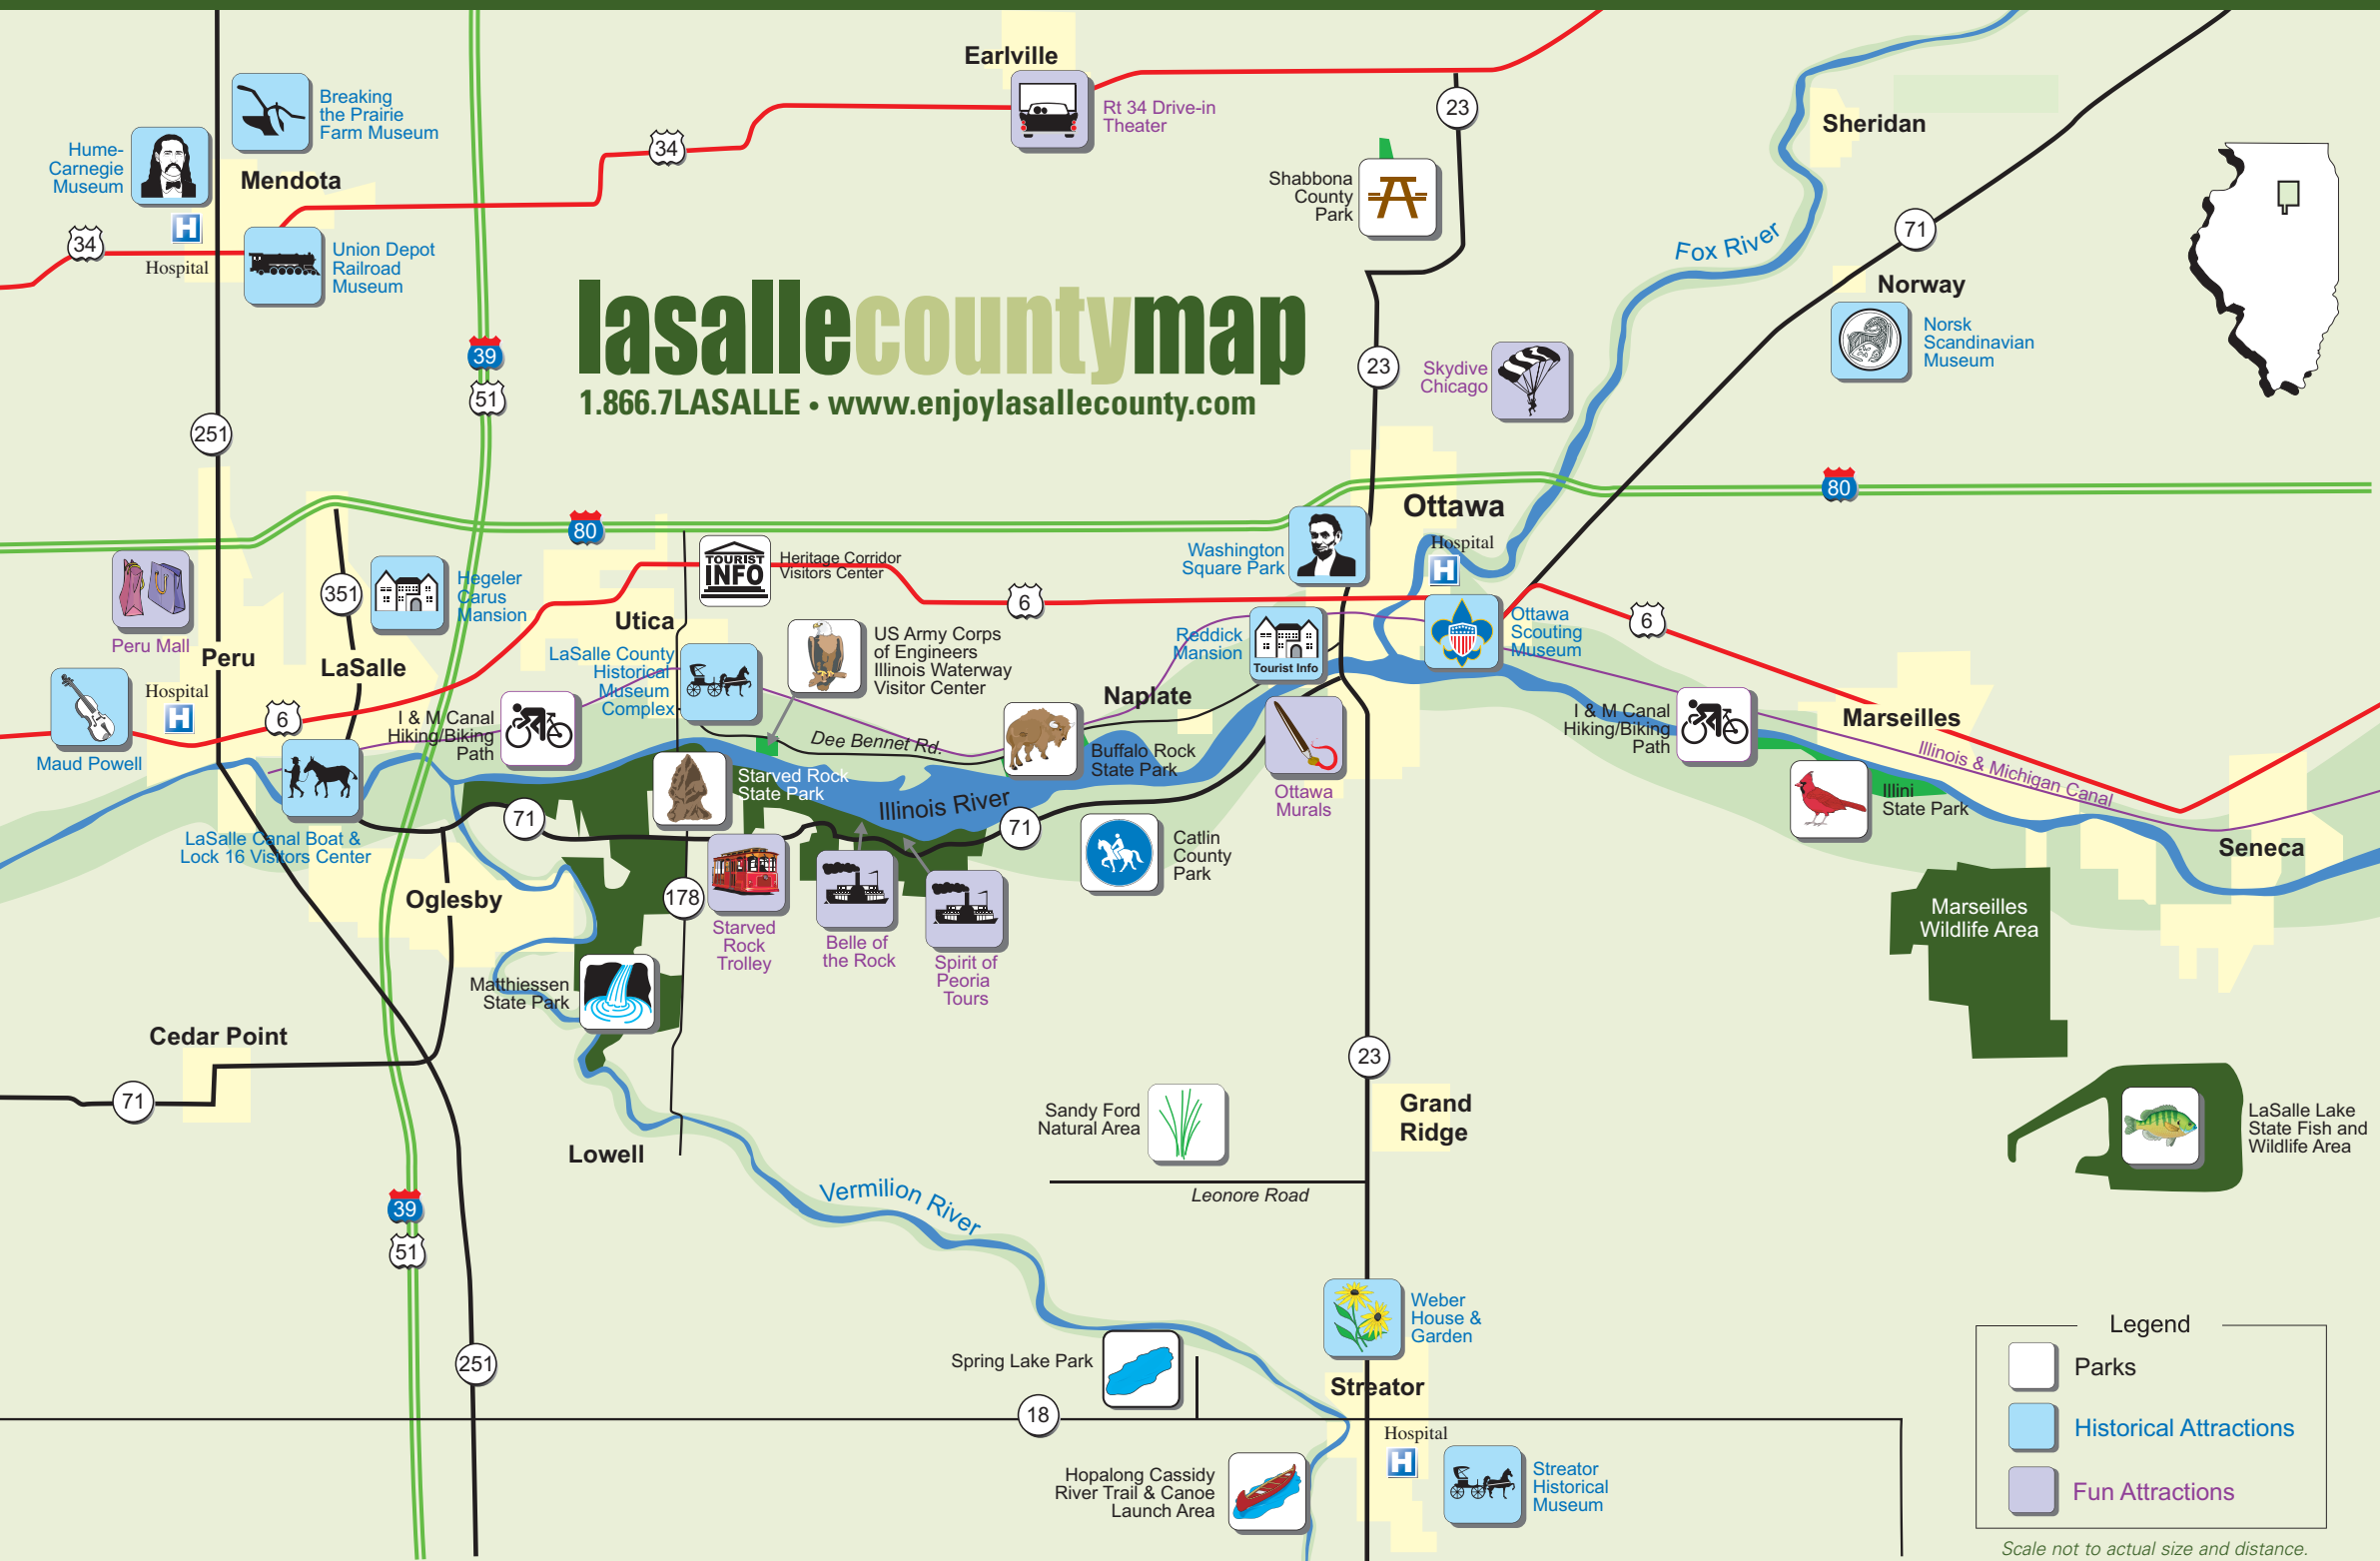 Earlville
Rt 34 Drive-in
Theater
23
Sheridan
Breaking
the Prairie
Farm Museum
Hume-
Carnegie
Museum
Mendota
34
Shabbona
County
Park
H
Hospital
34
Union Depot
Railroad
Museum
Fox River
71
Norway
Norsk
Scandinavian
Museum
lasallecountymap
1.866.7LASALLE • www.enjoylasallecounty.com
39
51
23
Skydive
Chicago
251
80
80
Ottawa
Hospital
H
Washington
Square Park
TOURIST
INFO
Heritage Corridor
Visitors Center
Peru Mall
351
Hegeler
Carus
Mansion
6
6
Utica
US Army Corps
of Engineers
Illinois Waterway
Visitor Center
Reddick
Mansion
Tourist Info
Ottawa
Scouting
Museum
Peru
LaSalle
LaSalle County
Historical
Museum
Complex
Maud Powell
Hospital
H
6
I & M Canal
Hiking/Biking
Path
Dee Bennet Rd.
Naplate
Buffalo Rock
State Park
I & M Canal
Hiking/Biking
Path
Marseilles
Illinois & Michigan Canal
Starved Rock
State Park
Illinois River
Ottawa
Murals
Illini
State Park
LaSalle Canal Boat &
Lock 16 Visitors Center
71
71
Catlin
County
Park
Seneca
Oglesby
178
Starved
Rock
Trolley
Belle of
the Rock
Spirit of
Peoria
Tours
Marseilles
Wildlife Area
Matthiessen
State Park
Cedar Point
71
23
Sandy Ford
Natural Area
Grand
Ridge
LaSalle Lake
State Fish and
Wildlife Area
Lowell
Leonore Road
Vermilion River
39
51
Weber
House &
Garden
251
Spring Lake Park
Streator
18
Hospital
H
Hopalong Cassidy
River Trail & Canoe
Launch Area
Streator
Historical
Museum
Legend
Parks
Historical Attractions
Fun Attractions
Scale not to actual size and distance.